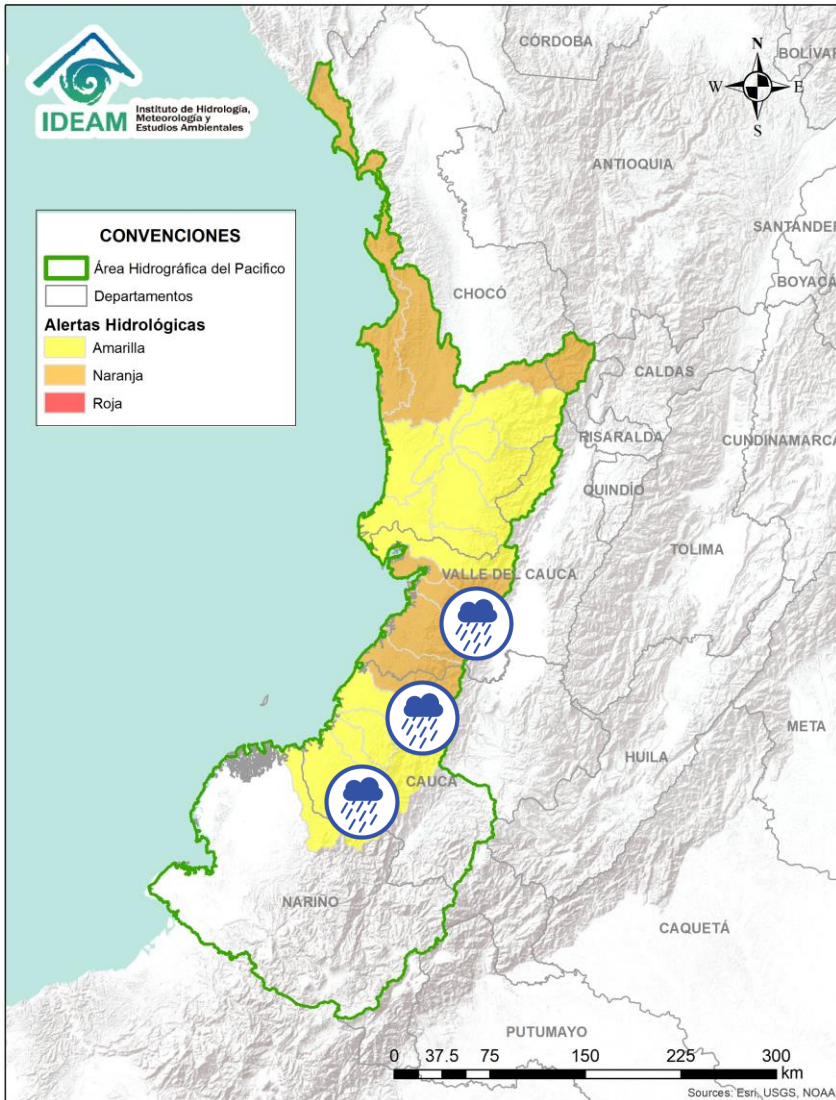 IDEAM
Instituto de Hidrología,
Meteorología y
Estudios Ambientales
CÓRDOBA
BOLÍVAR
N
W
E
S
ANTIOQUIA
SANTANDER
BOYACÁ
CONVENCIONES
Área Hidrográfica del Pacifico
Departamentos
Alertas Hidrológicas
Amarilla
Naranja
Roja
CHOCÓ
CALDAS
RISARALDA
CUNDINAMARCA
QUINDÍO
TOLIMA
VALLE DEL CAUCA
META
HUILA
CAUCA
NARIÑO
CAQUETÁ
PUTUMAYO
0 37.5 75 150 225 300
km
Sources: Esri, USGS, NOAA